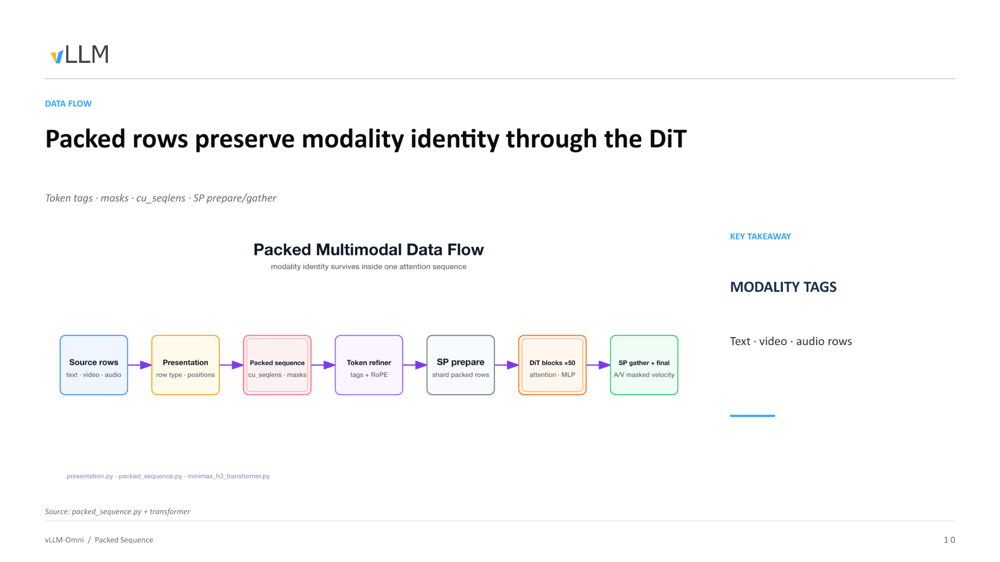 vLLM
DATA FLOW
Packed rows preserve modality identity through the DiT
Token tags · masks · cu_seqlens · SP prepare/gather
Packed Multimodal Data Flow
modality identity survives inside one attention sequence
Source rows
text · video · audio
Presentation
row type · positions
Packed sequence
cu_seqlens · masks
Token refiner
tags + RoPE
SP prepare
shard packed rows
DiT blocks ×50
attention · MLP
SP gather + final
A/V masked velocity
presentation.py · packed_sequence.py · minimax_h3_transformer.py
KEY TAKEAWAY
MODALITY TAGS
Text · video · audio rows
Source: packed_sequence.py + transformer
vLLM-Omni / Packed Sequence
10